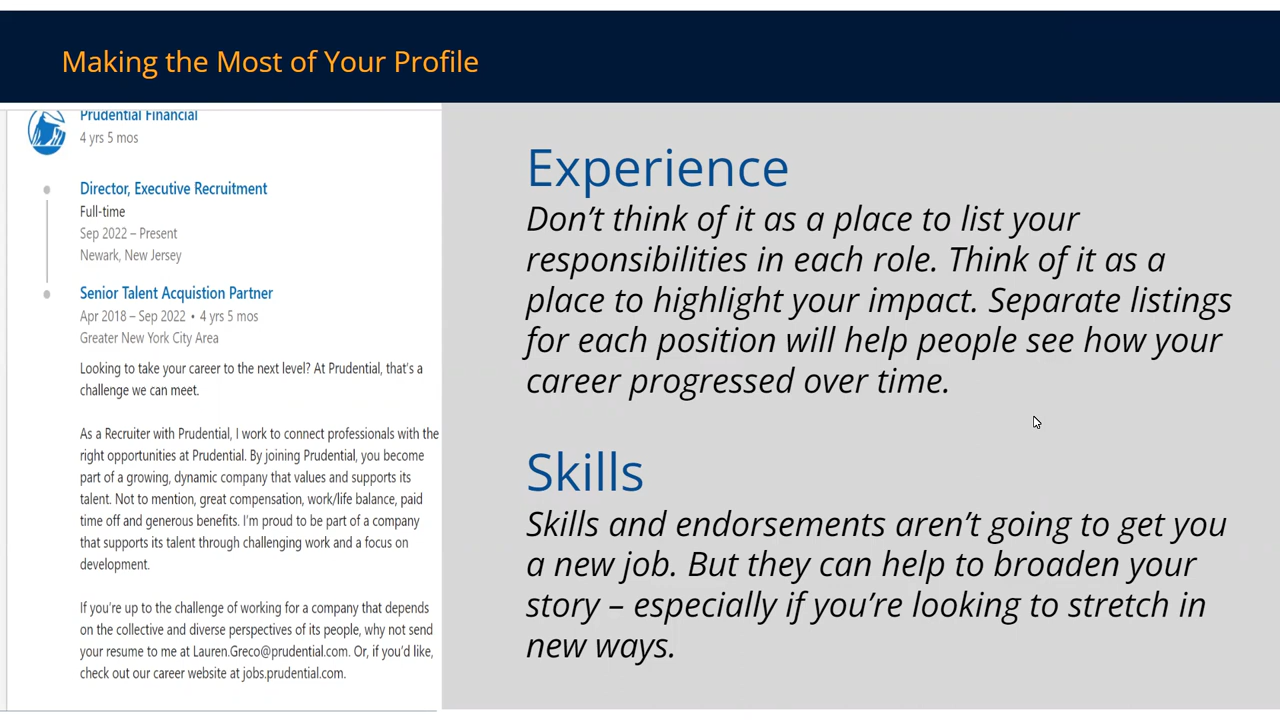 Making the Most of Your Profile
Prudential Financial
4 yrs 5 mos
Director, Executive Recruitment
Full-time
Sep 2022 – Present
Newark, New Jersey
Senior Talent Acquistion Partner
Apr 2018 – Sep 2022 • 4 yrs 5 mos
Greater New York City Area
Looking to take your career to the next level? At Prudential, that's a
challenge we can meet.
As a Recruiter with Prudential, I work to connect professionals with the
right opportunities at Prudential. By joining Prudential, you become
part of a growing, dynamic company that values and supports its
talent. Not to mention, great compensation, work/life balance, paid
time off and generous benefits. I'm proud to be part of a company
that supports its talent through challenging work and a focus on
development.
If you're up to the challenge of working for a company that depends
on the collective and diverse perspectives of its people, why not send
your resume to me at Lauren.Greco@prudential.com. Or, if you'd like,
check out our career website at jobs.prudential.com.
Experience
Don't think of it as a place to list your
responsibilities in each role. Think of it as a
place to highlight your impact. Separate listings
for each position will help people see how your
career progressed over time.
Skills
Skills and endorsements aren't going to get you
a new job. But they can help to broaden your
story – especially if you're looking to stretch in
new ways.